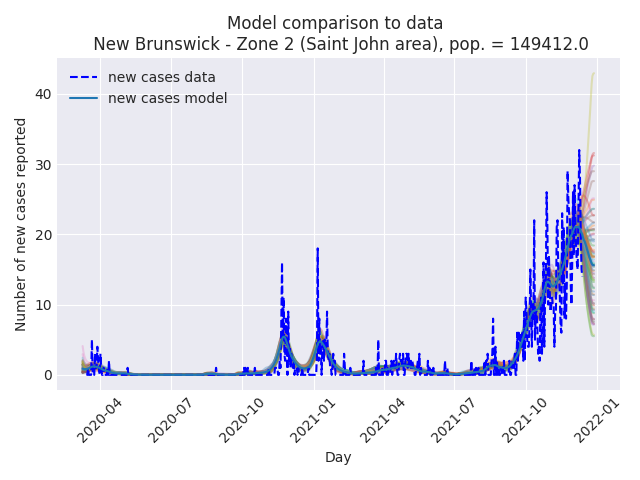 Model comparison to data
New Brunswick - Zone 2 (Saint John area), pop. = 149412.0
new cases data
new cases model
Number of new cases reported
40
30
20
10
0
2020-04
2020-07
2020-10
2021-01
2021-04
2021-07
2021-10
2022-01
Day